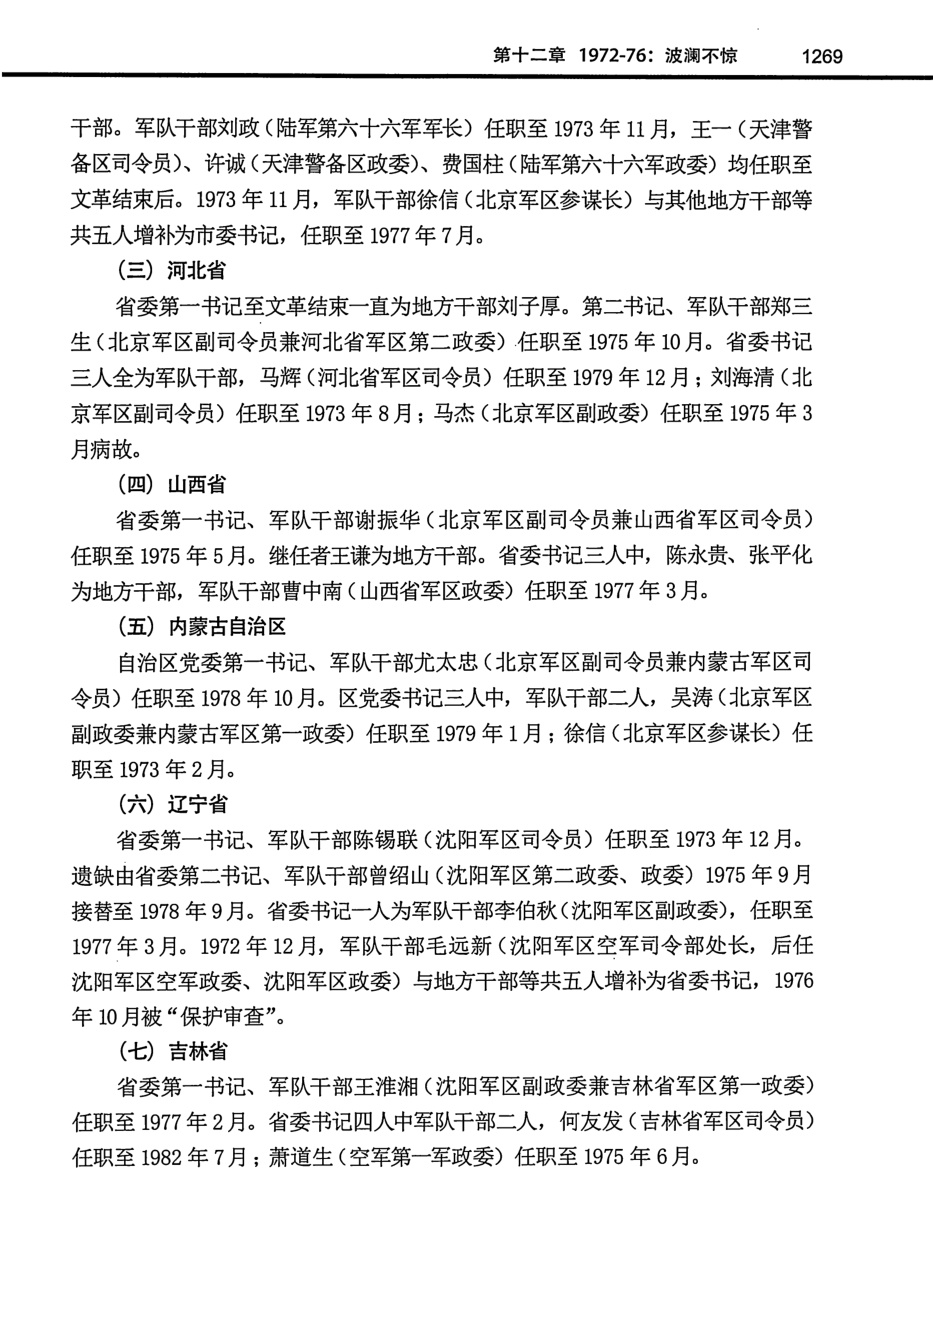 第十二章 1972-76：波澜不惊 1269
干部。军队干部刘政（陆军第六十六军军长）任职至 1973 年 11 月，王一（天津警
备区司令员）、许诚（天津警备区政委）、费国柱（陆军第六十六军政委）均任职至
文革结束后。1973 年 11 月，军队干部徐信（北京军区参谋长）与其他地方干部等
共五人增补为市委书记，任职至 1977 年 7 月。
（三）河北省
省委第一书记至文革结束一直为地方干部刘子厚。第二书记、军队干部郑三
生（北京军区副司令员兼河北省军区第二政委）任职至 1975 年 10 月。省委书记
三人全为军队干部，马辉（河北省军区司令员）任职至 1979 年 12 月；刘海清（北
京军区副司令员）任职至 1973 年 8 月；马杰（北京军区副政委）任职至 1975 年 3
月病故。
（四）山西省
省委第一书记、军队干部谢振华（北京军区副司令员兼山西省军区司令员）
任职至 1975 年 5 月。继任者王谦为地方干部。省委书记三人中，陈永贵、张平化
为地方干部，军队干部曹中南（山西省军区政委）任职至 1977 年 3 月。
（五）内蒙古自治区
自治区党委第一书记、军队干部尤太忠（北京军区副司令员兼内蒙古军区司
令员）任职至 1978 年 10 月。区党委书记三人中，军队干部二人，吴涛（北京军区
副政委兼内蒙古军区第一政委）任职至 1979 年 1 月；徐信（北京军区参谋长）任
职至 1973 年 2 月。
（六）辽宁省
省委第一书记、军队干部陈锡联（沈阳军区司令员）任职至 1973 年 12 月。
遗缺由省委第二书记、军队干部曾绍山（沈阳军区第二政委、政委）1975 年 9 月
接替至 1978 年 9 月。省委书记一人为军队干部李伯秋（沈阳军区副政委），任职至
1977 年 3 月。1972 年 12 月，军队干部毛远新（沈阳军区空军司令部处长，后任
沈阳军区空军政委、沈阳军区政委）与地方干部等共五人增补为省委书记，1976
年 10 月被“保护审查”。
（七）吉林省
省委第一书记、军队干部王淮湘（沈阳军区副政委兼吉林省军区第一政委）
任职至 1977 年 2 月。省委书记四人中军队干部二人，何友发（吉林省军区司令员）
任职至 1982 年 7 月；萧道生（空军第一军政委）任职至 1975 年 6 月。